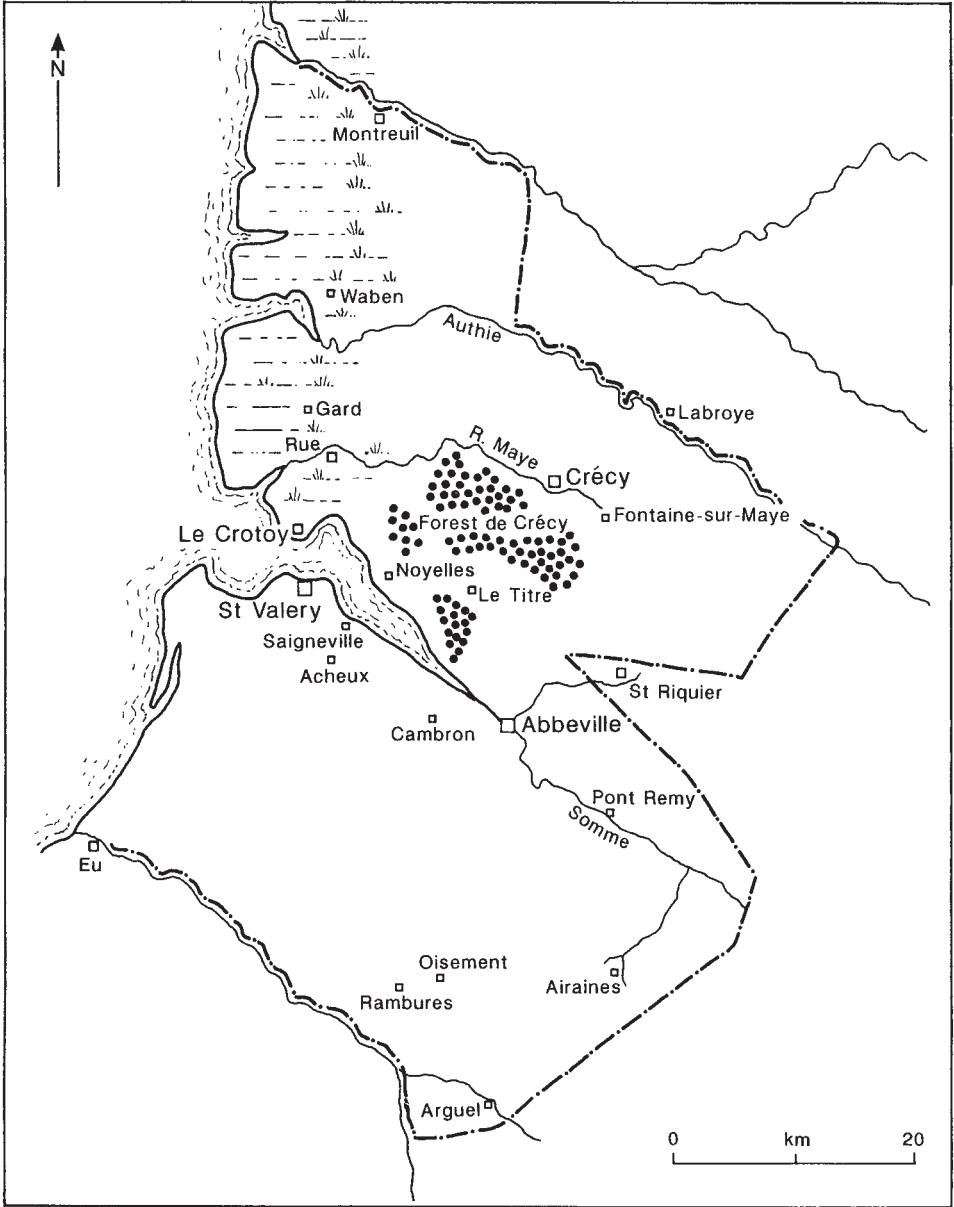 N
Montreuil
Waben
Authie
Gard
Labroye
Rue
R. Maye
Crécy
Fontaine-sur-Maye
Forest de Crécy
Le Crotoy
Noyelles
Le Titre
St Valery
Saigneville
Acheux
St Riquier
Cambron
Abbeville
Pont Remy
Somme
Eu
Oisement
Airaines
Rambures
Arguel
0 km 20